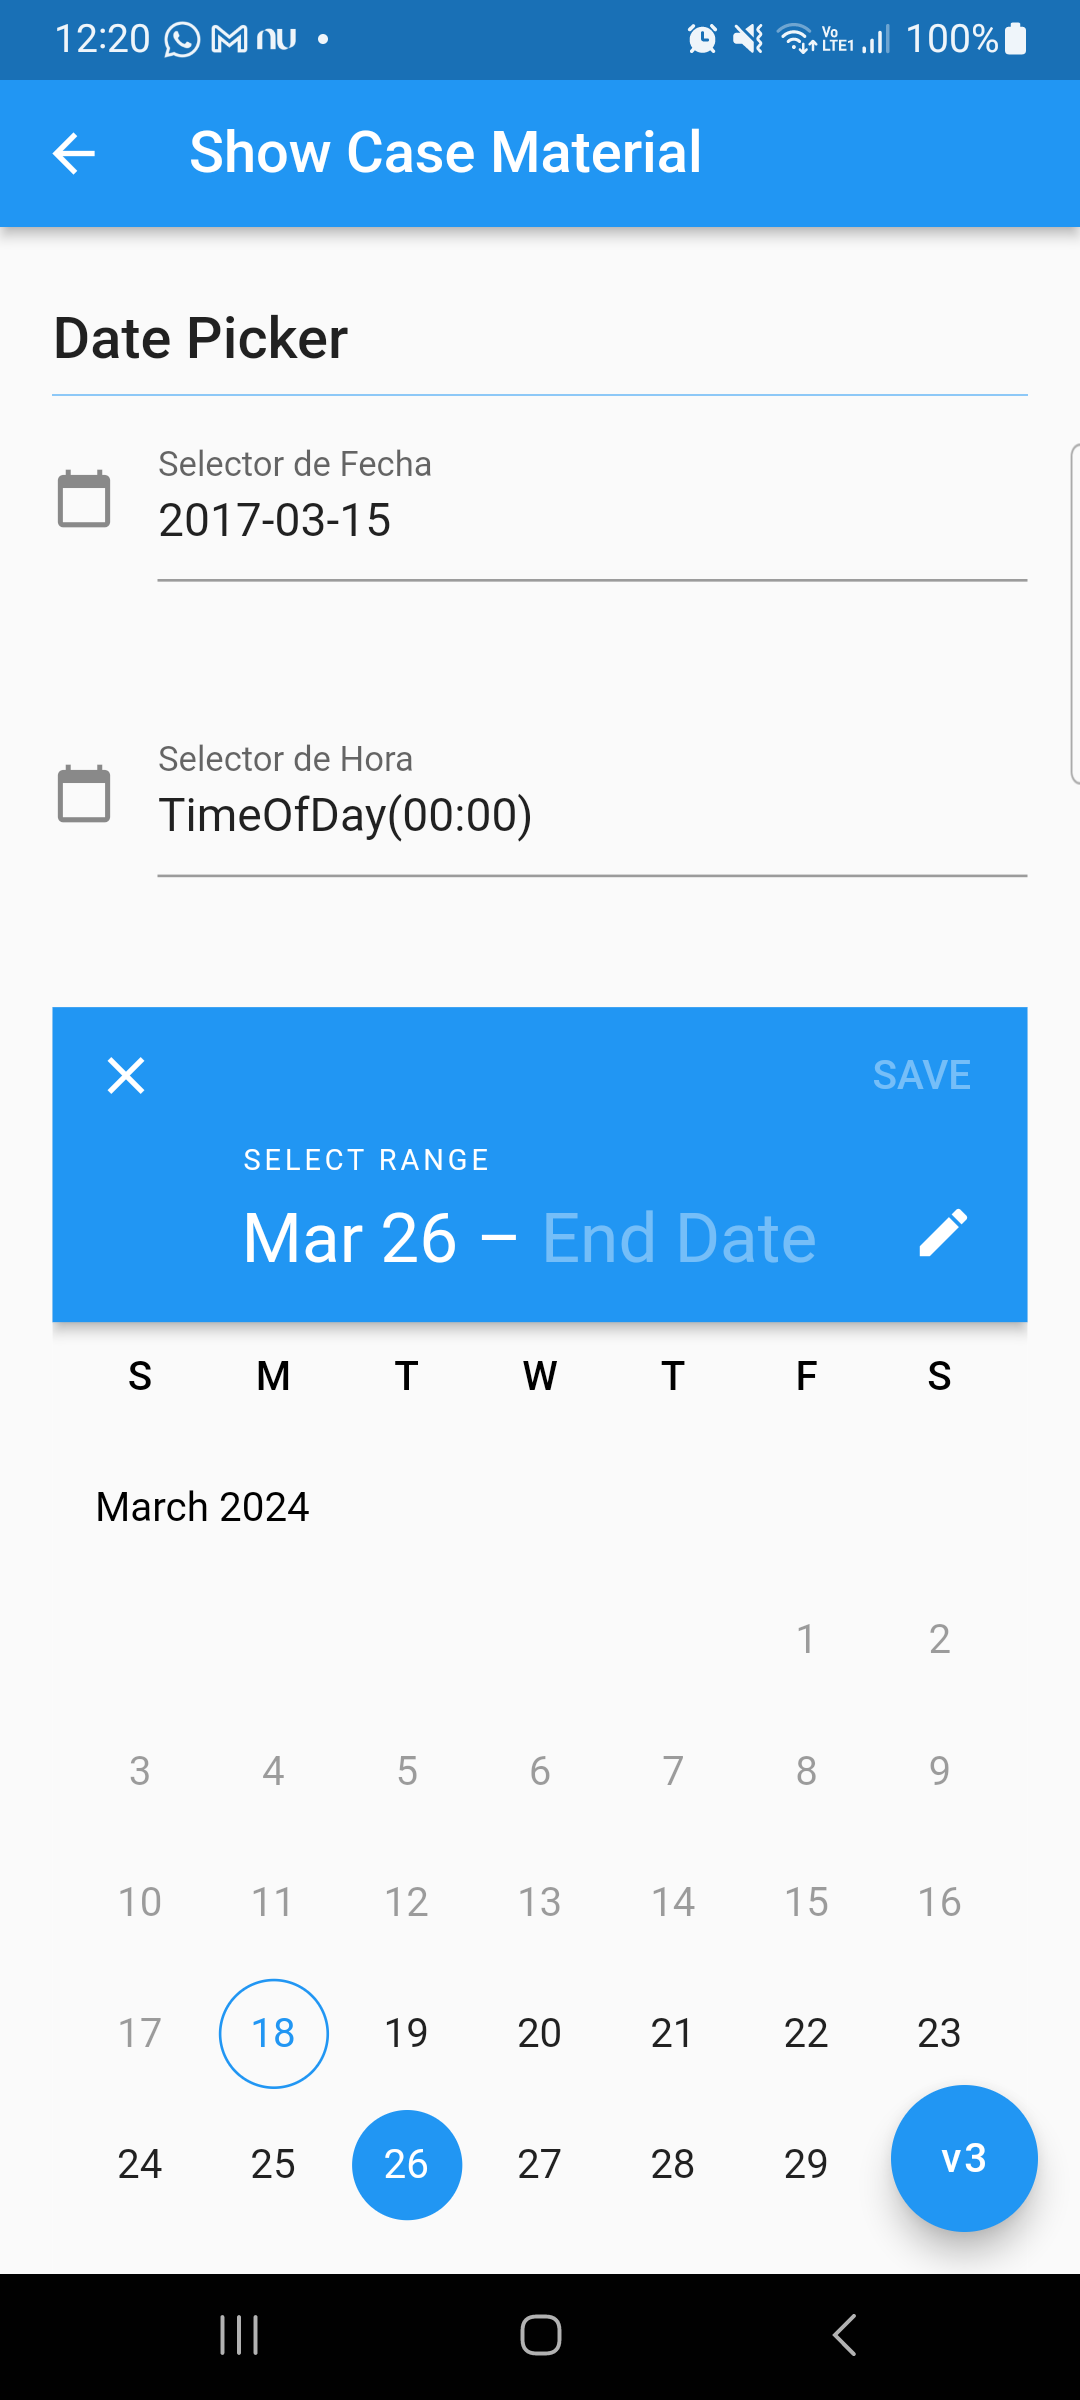 12:20 nu 100%
Vo
LTE1
Show Case Material
Date Picker
Selector de Fecha
2017-03-15
Selector de Hora
TimeOfDay(00:00)
SAVE
SELECT RANGE
Mar 26 – End Date
S M T W T F S
March 2024
1 2
3 4 5 6 7 8 9
10 11 12 13 14 15 16
17 18 19 20 21 22 23
24 25 26 27 28 29 v3